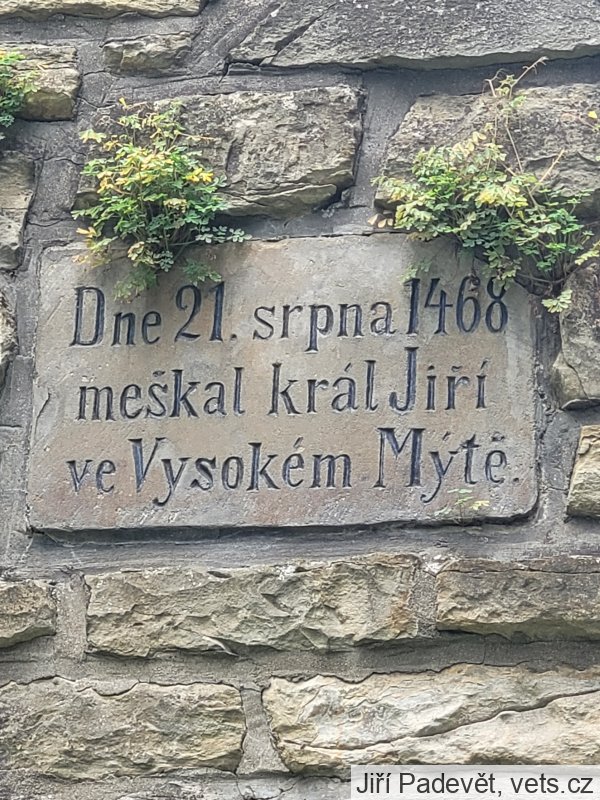 Dne 21. srpna 1468
meškal král Jiří
ve Vysokém Mýtě.
Jiří Padevět, vets.cz